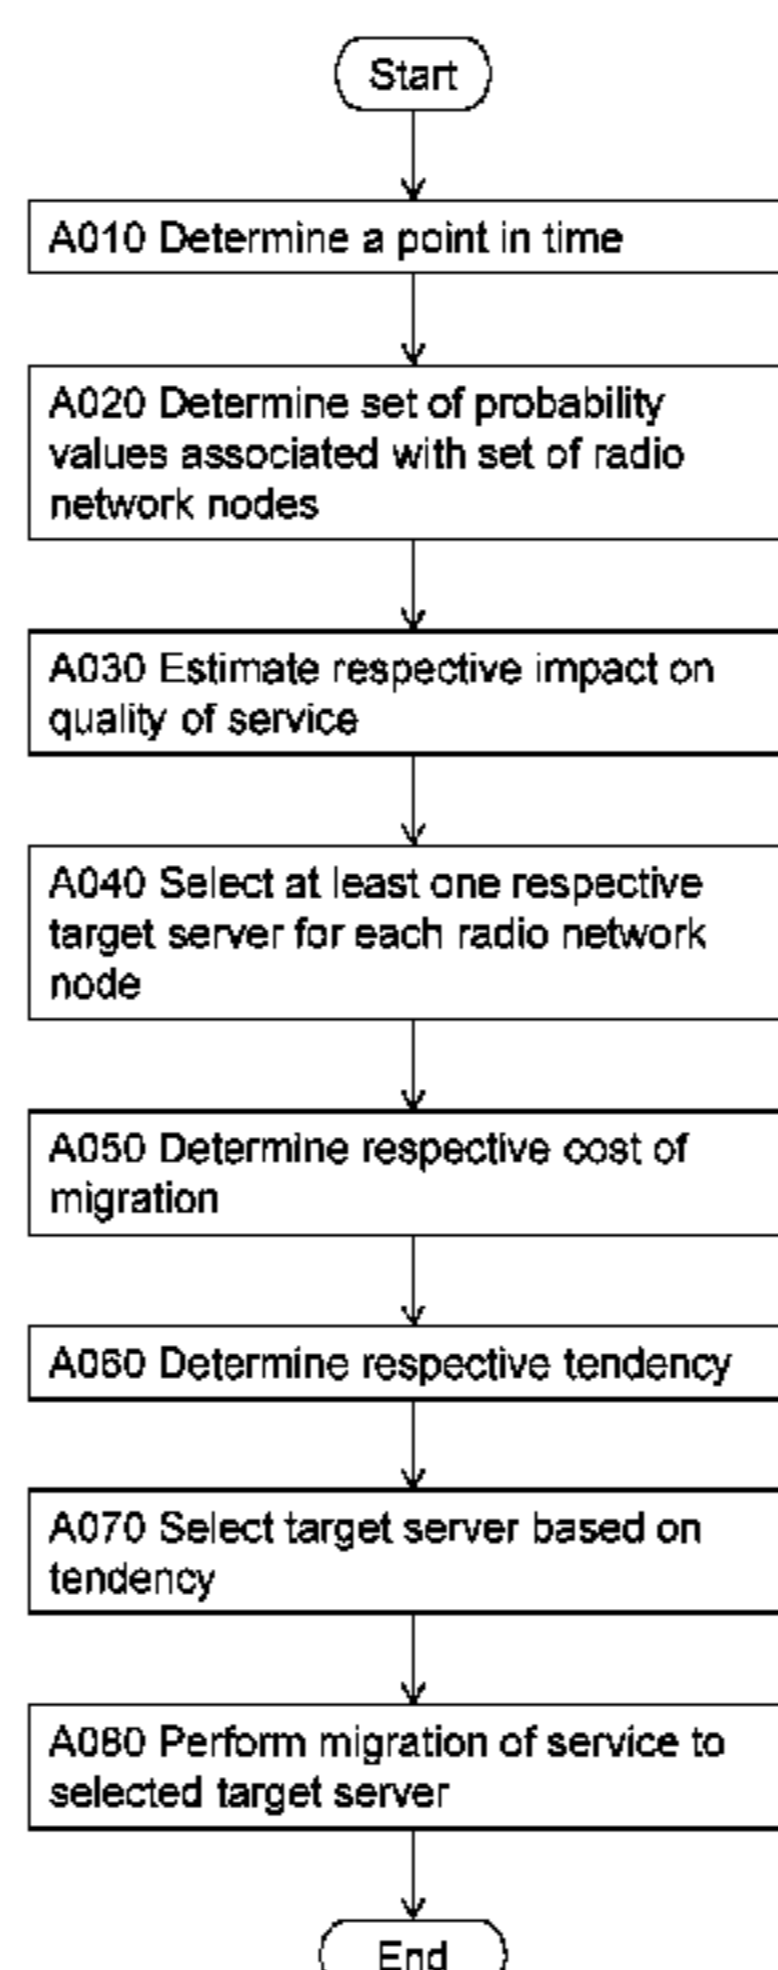 Start
A010 Determine a point in time
A020 Determine set of probability
values associated with set of radio
network nodes
A030 Estimate respective impact on
quality of service
A040 Select at least one respective
target server for each radio network
node
A050 Determine respective cost of
migration
A060 Determine respective tendency
A070 Select target server based on
tendency
A080 Perform migration of service to
selected target server
End